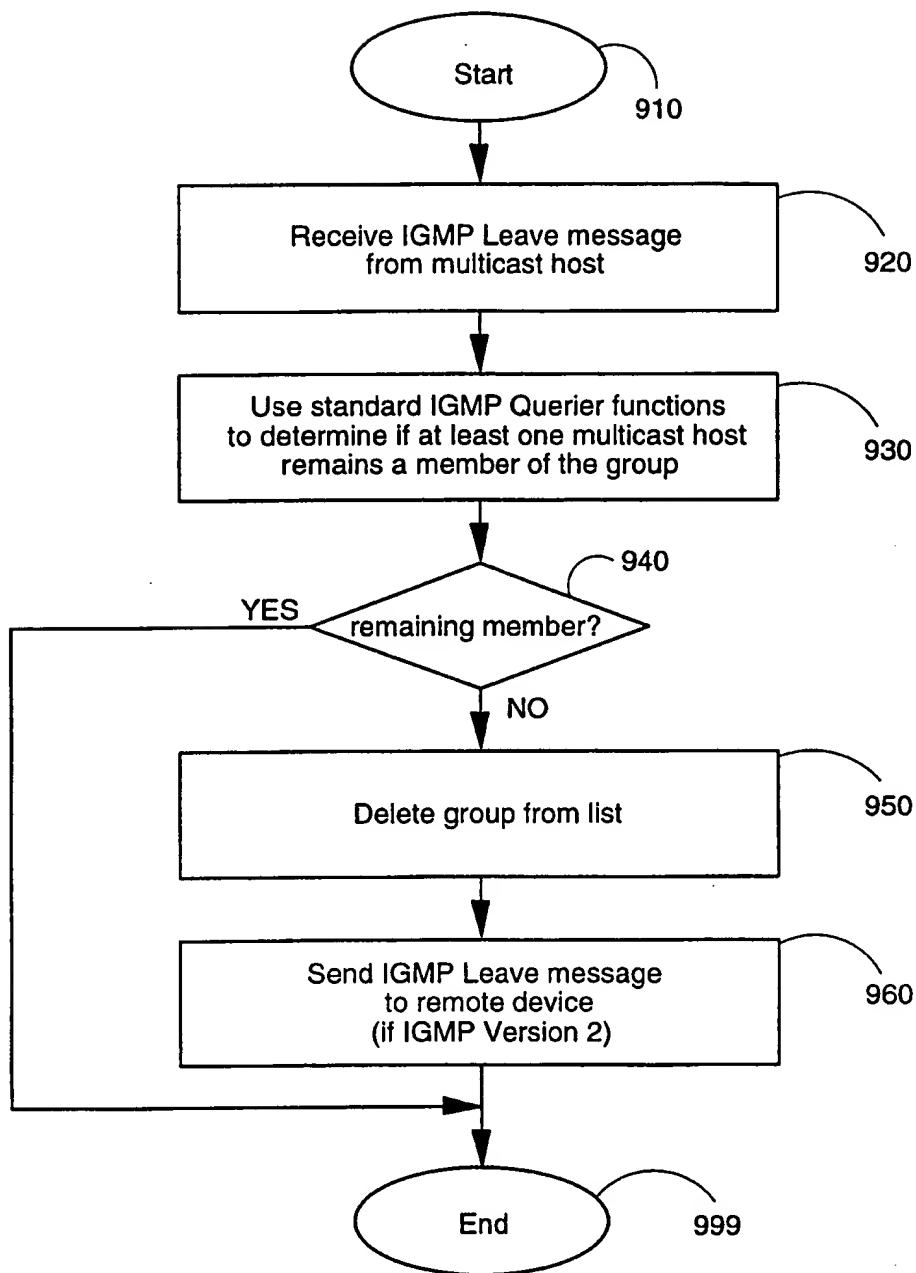 Start
910
Receive IGMP Leave message
from multicast host
920
Use standard IGMP Querier functions
to determine if at least one multicast host
remains a member of the group
930
940
YES
remaining member?
NO
Delete group from list
950
Send IGMP Leave message
to remote device
(if IGMP Version 2)
960
End
999